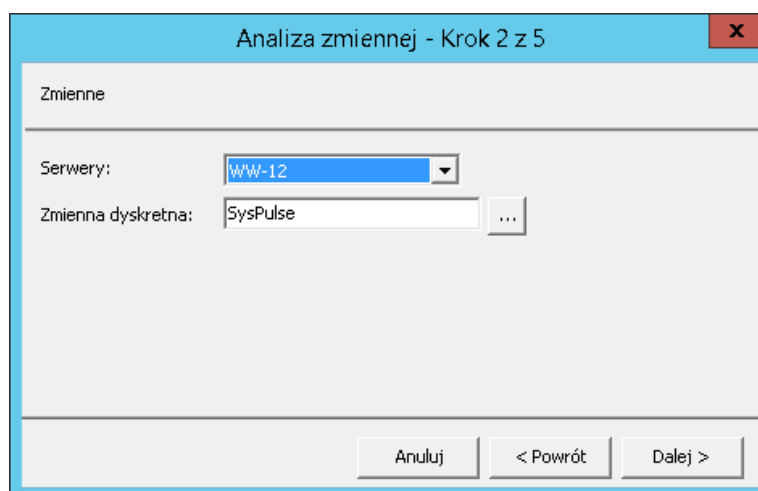 Analiza zmiennej - Krok 2 z 5
x
Zmienne
Serwery:
WW-12
Zmienna dyskretna:
SysPulse
...
Anuluj
< Powrót
Dalej >